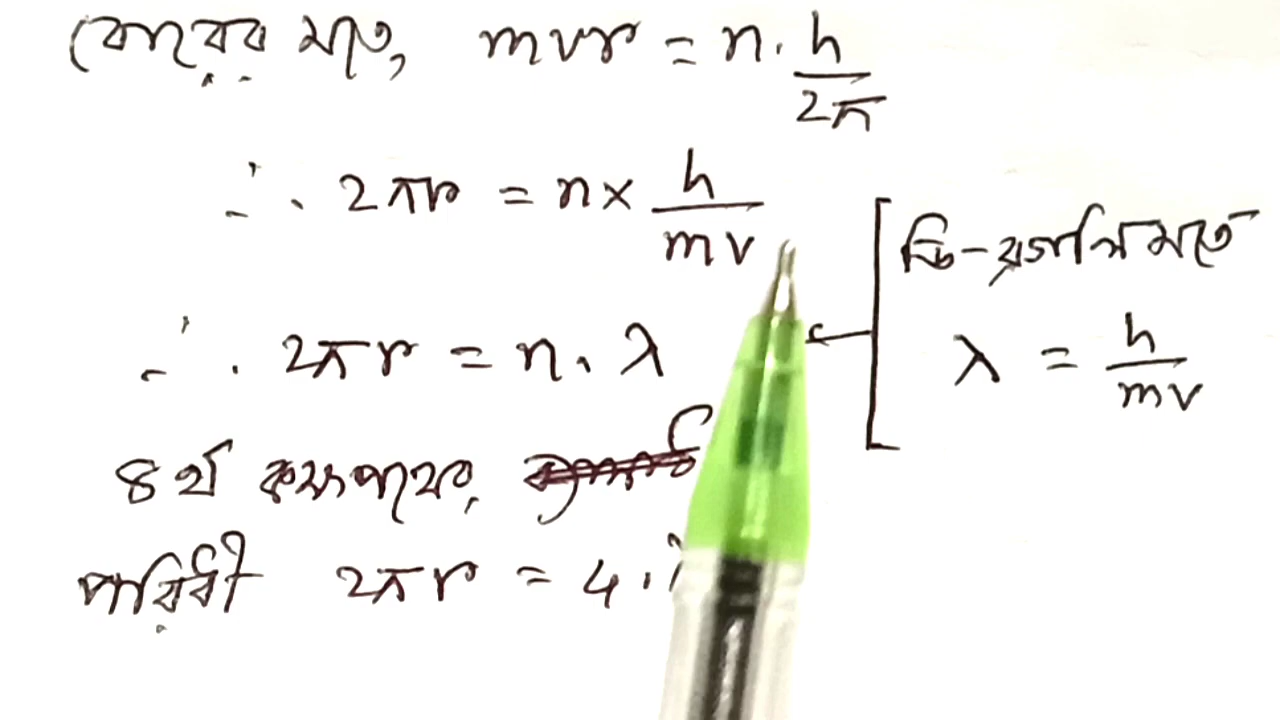 বোরের মতে, mvr = n. h/2π
∴ 2πr = n × h/mv
[ ডি-ব্রগলি মতে
∴ 2πr = n. λ
λ = h/mv
৪র্থ কক্ষপথের,
পরিধি 2πr = 4.